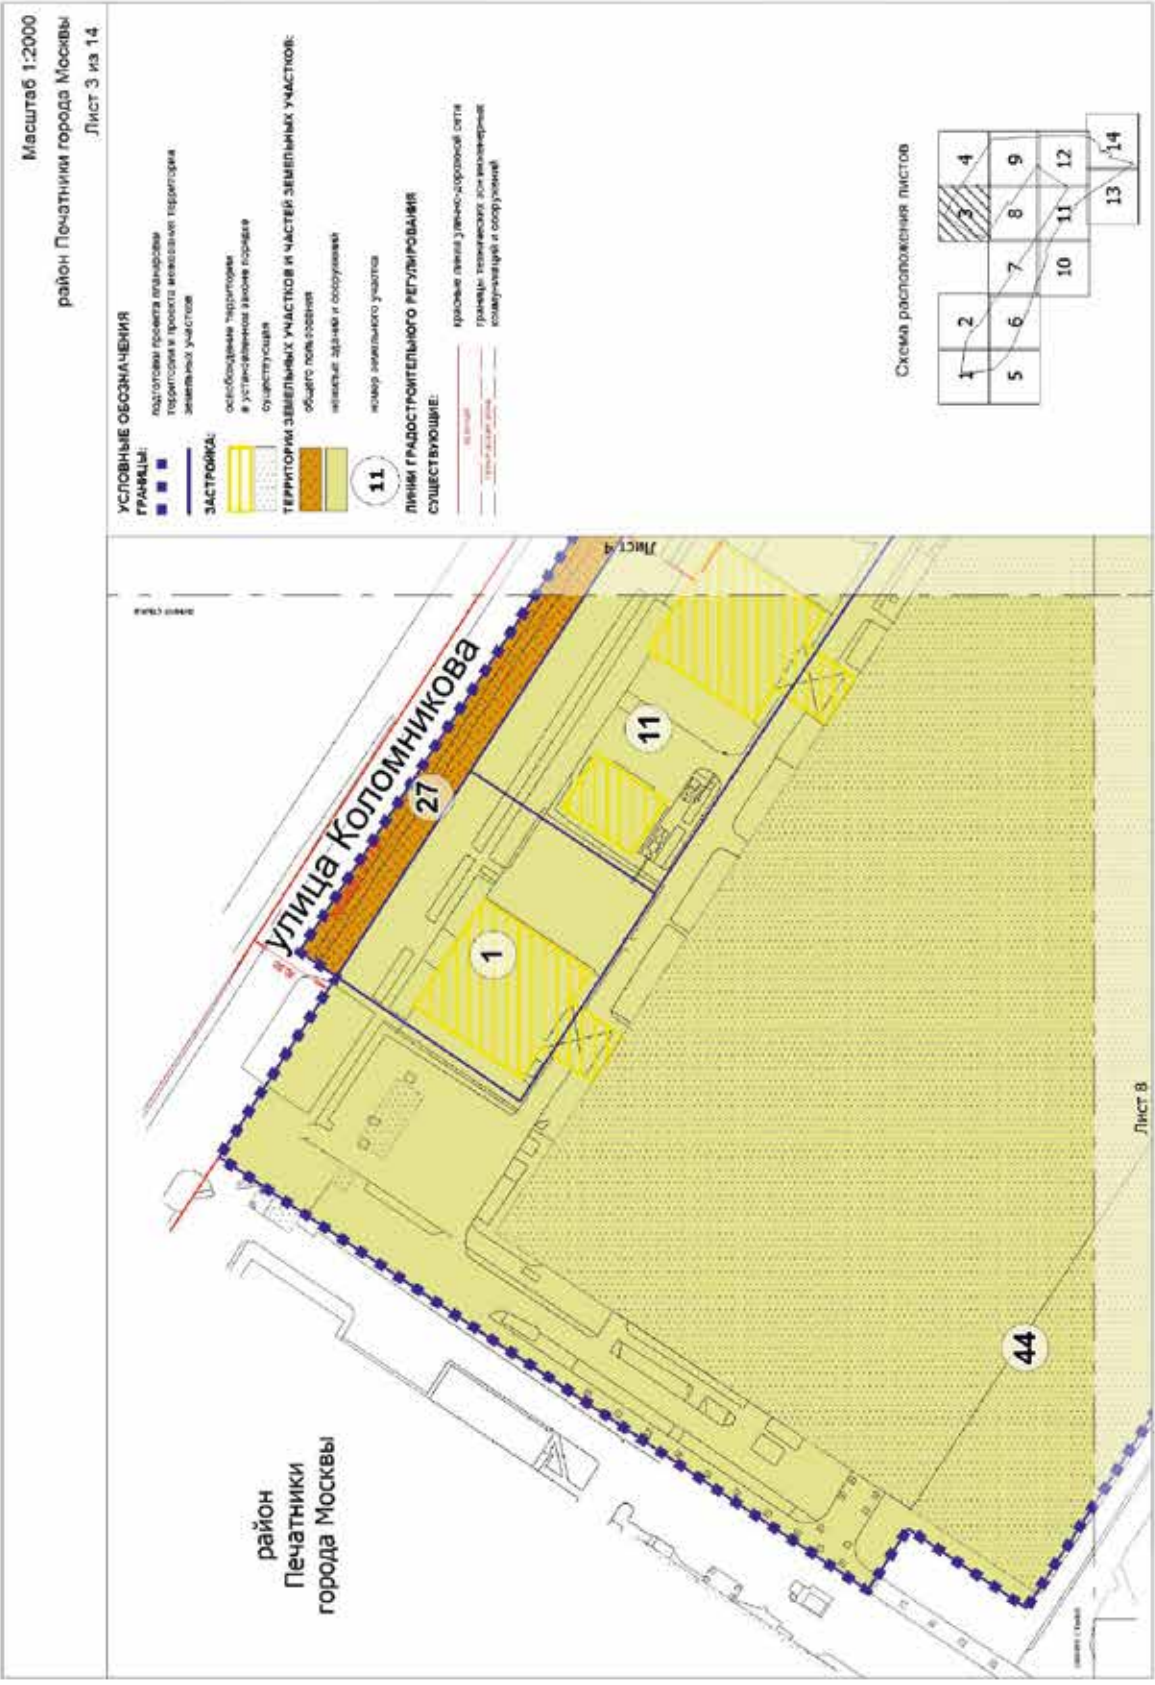 Масштаб 1:2000
район Печатники города Москвы
Лист 3 из 14
УСЛОВНЫЕ ОБОЗНАЧЕНИЯ
ГРАНИЦЫ:
подготовки проекта планировки
территории и проекта межевания территории
земельных участков
ЗАСТРОЙКА:
освобождение территории
в установленном законе порядке
существующая
ТЕРРИТОРИИ ЗЕМЕЛЬНЫХ УЧАСТКОВ И ЧАСТЕЙ ЗЕМЕЛЬНЫХ УЧАСТКОВ:
общего пользования
нежилых зданий и сооружений
11
номер земельного участка
ЛИНИИ ГРАДОСТРОИТЕЛЬНОГО РЕГУЛИРОВАНИЯ
СУЩЕСТВУЮЩИЕ:
красные линии улично-дорожной сети
границы технических зон инженерных
коммуникаций и сооружений
Схема расположения листов
1
2
3
4
5
6
7
8
9
10
11
12
13
14
Лист 4
улица Коломникова
27
11
1
44
район
Печатники
города Москвы
Лист 8